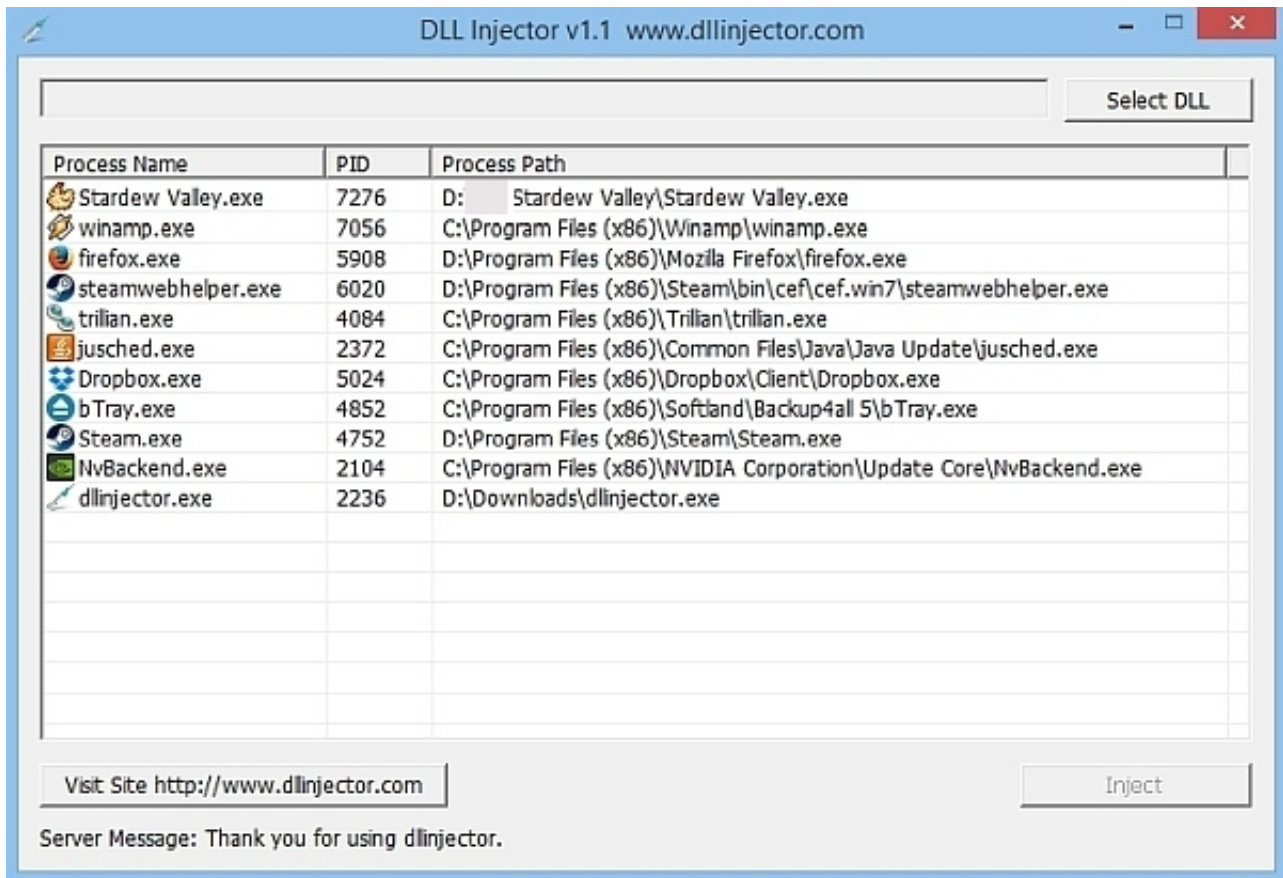 DLL Injector v1.1 www.dllinjector.com
Select DLL
Process Name PID Process Path
Stardew Valley.exe 7276 D: Stardew Valley\Stardew Valley.exe
winamp.exe 7056 C:\Program Files (x86)\Winamp\winamp.exe
firefox.exe 5908 D:\Program Files (x86)\Mozilla Firefox\firefox.exe
steamwebhelper.exe 6020 D:\Program Files (x86)\Steam\bin\cef\cef.win7\steamwebhelper.exe
trillian.exe 4084 C:\Program Files (x86)\Trillian\trillian.exe
jusched.exe 2372 C:\Program Files (x86)\Common Files\Java\Java Update\jusched.exe
Dropbox.exe 5024 C:\Program Files (x86)\Dropbox\Client\Dropbox.exe
bTray.exe 4852 C:\Program Files (x86)\Softland\Backup4all 5\bTray.exe
Steam.exe 4752 D:\Program Files (x86)\Steam\Steam.exe
NvBackend.exe 2104 C:\Program Files (x86)\NVIDIA Corporation\Update Core\NvBackend.exe
dllinjector.exe 2236 D:\Downloads\dllinjector.exe
Visit Site http://www.dllinjector.com Inject
Server Message: Thank you for using dllinjector.